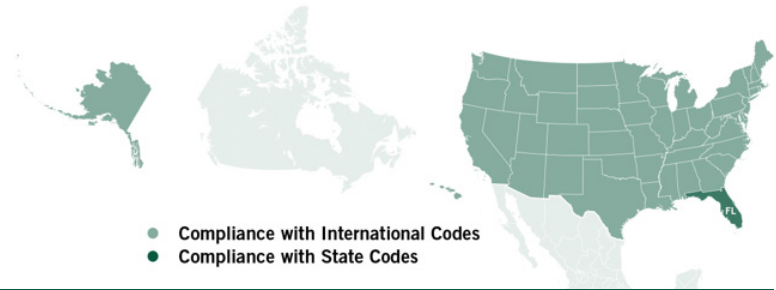 FL
Compliance with International Codes
Compliance with State Codes